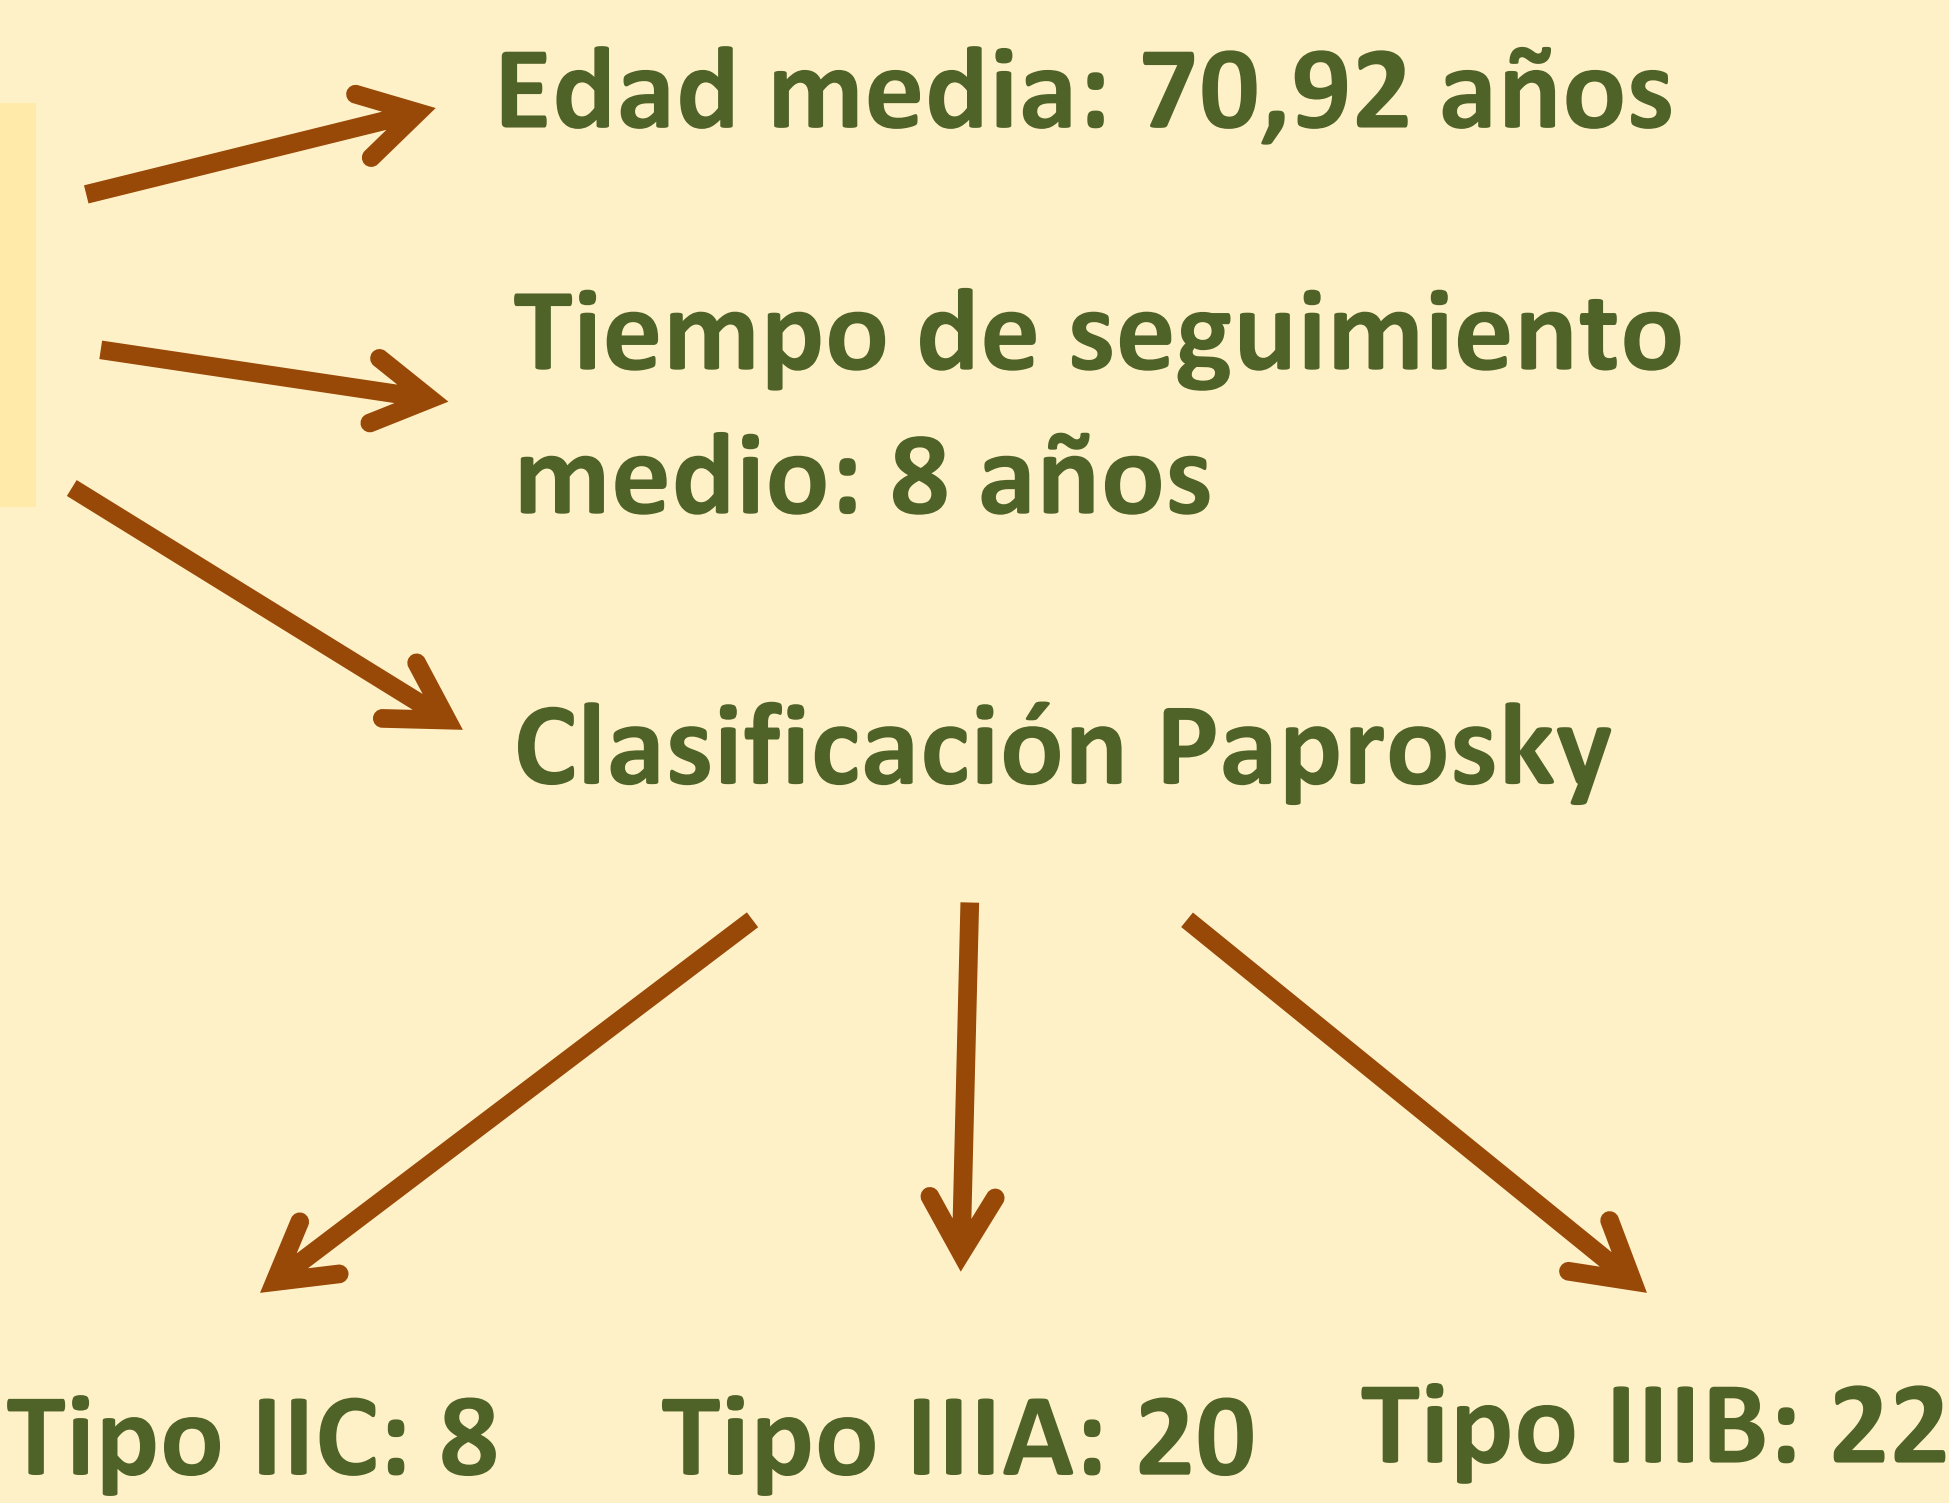 Edad media: 70,92 años
Tiempo de seguimiento
medio: 8 años
Clasificación Paprosky
Tipo IIC: 8
Tipo IIIA: 20
Tipo IIIB: 22